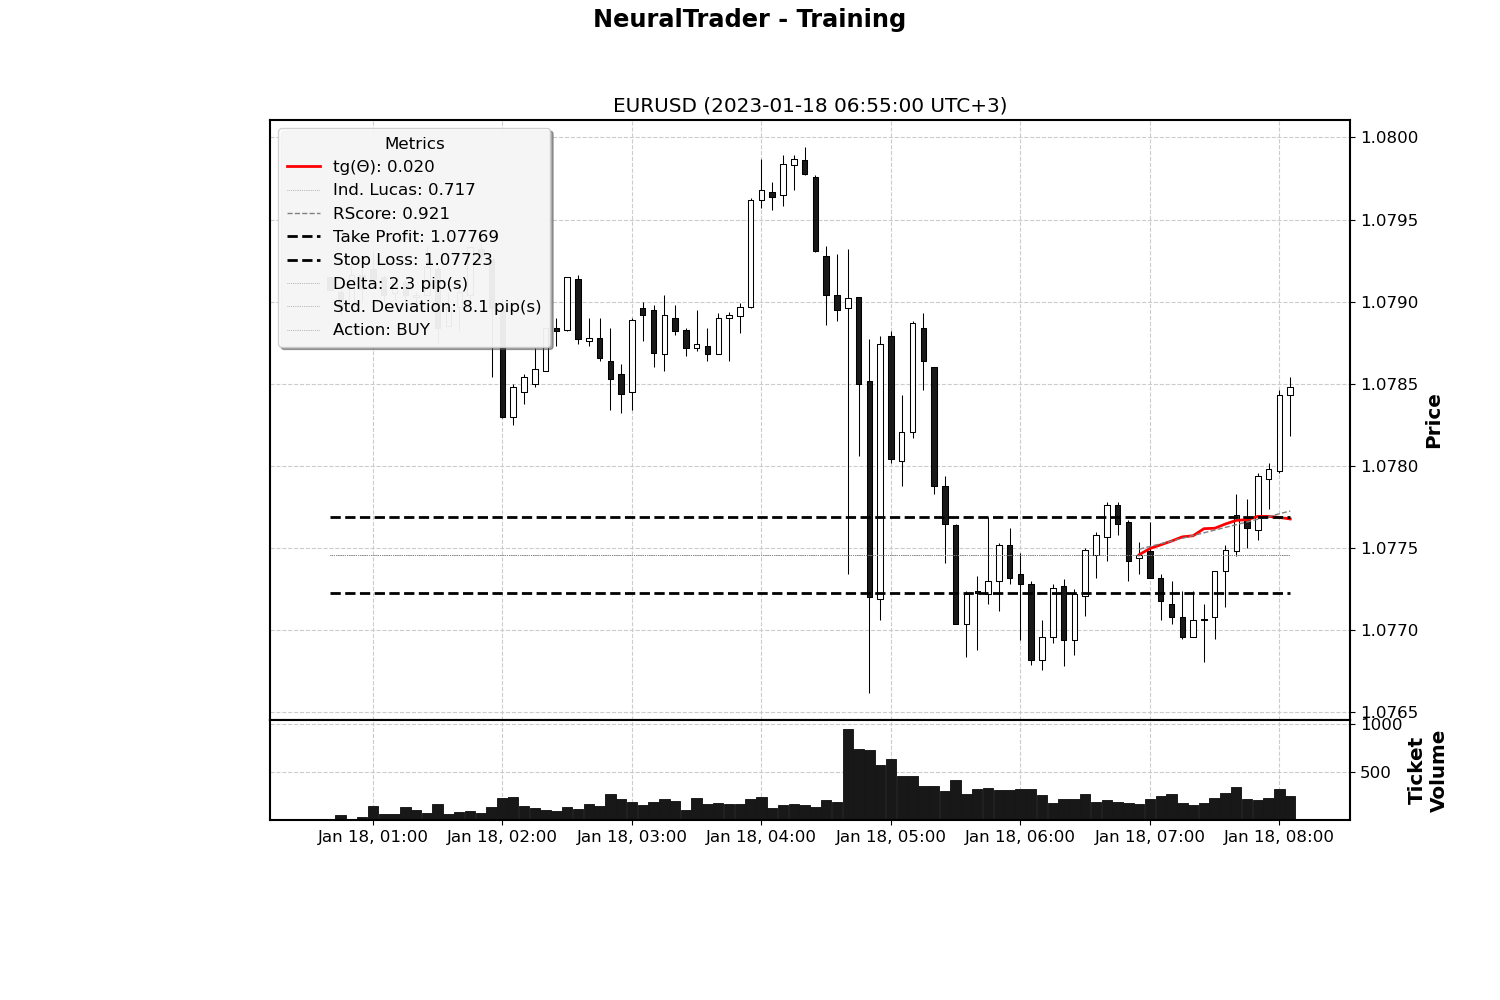 NeuralTrader - Training
EURUSD (2023-01-18 06:55:00 UTC+3)
Metrics
tg(Θ): 0.020
Ind. Lucas: 0.717
RScore: 0.921
Take Profit: 1.07769
Stop Loss: 1.07723
Delta: 2.3 pip(s)
Std. Deviation: 8.1 pip(s)
Action: BUY
1.0800
1.0795
1.0790
1.0785
1.0780
1.0775
1.0770
1.0765
Price
1000
500
Ticket
Volume
Jan 18, 01:00
Jan 18, 02:00
Jan 18, 03:00
Jan 18, 04:00
Jan 18, 05:00
Jan 18, 06:00
Jan 18, 07:00
Jan 18, 08:00